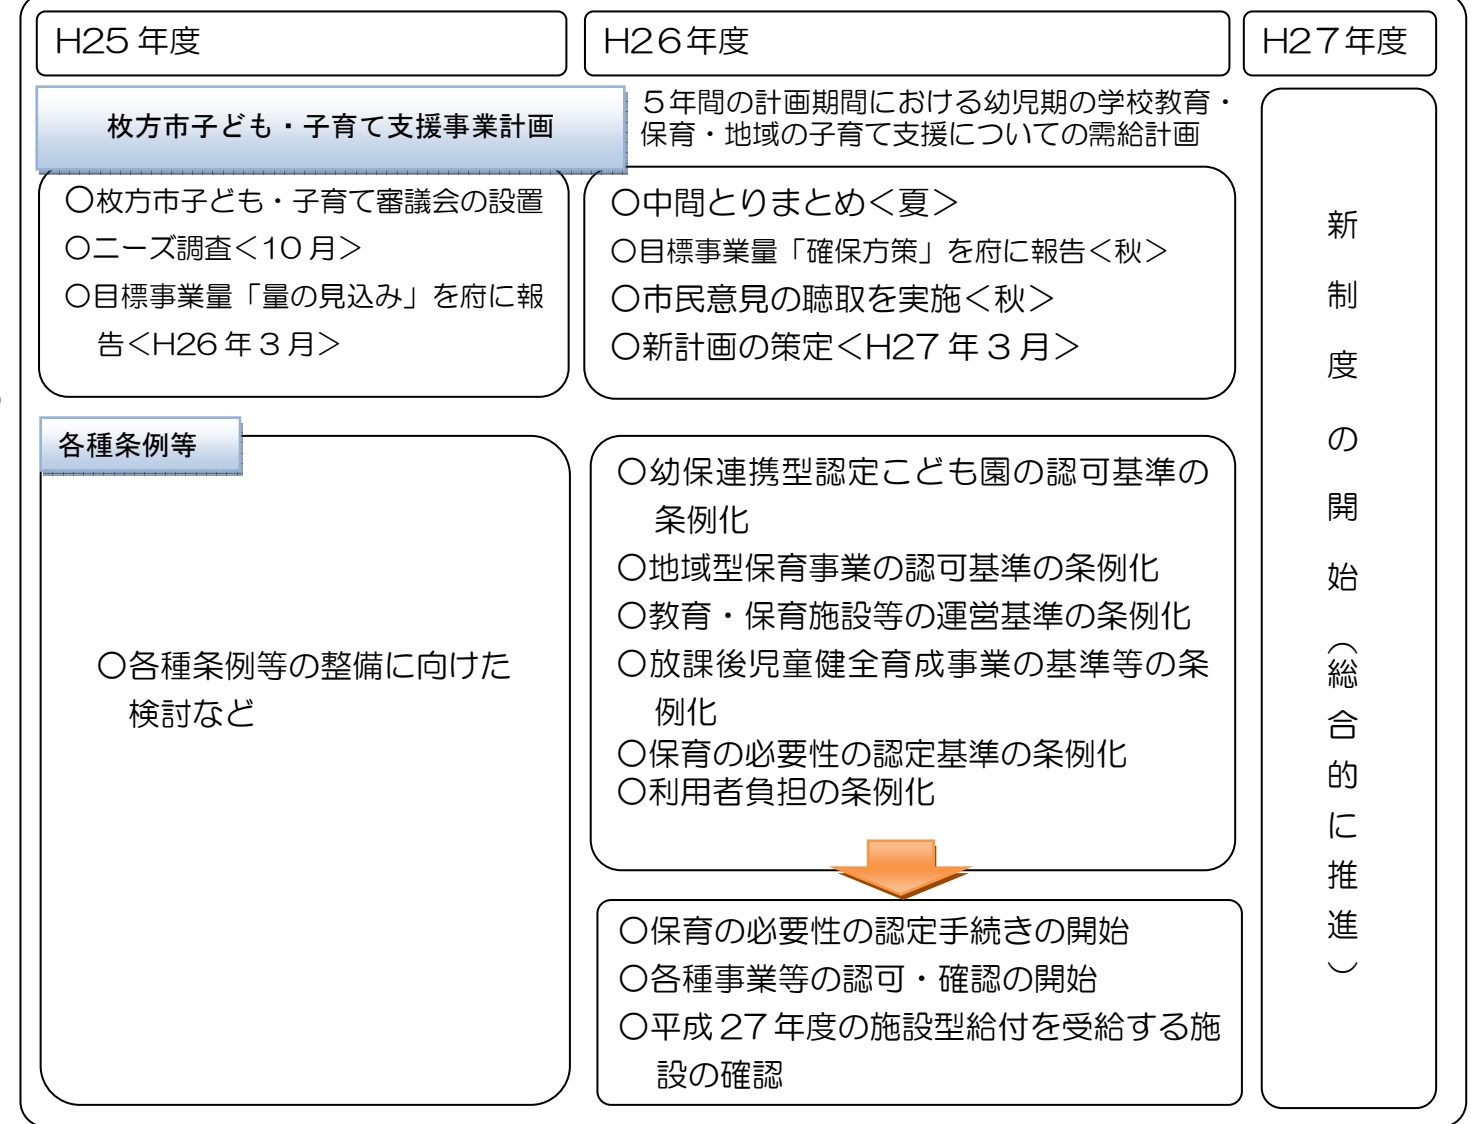 H25年度
H26年度
H27年度
枚方市子ども・子育て支援事業計画
5年間の計画期間における幼児期の学校教育・
保育・地域の子育て支援についての需給計画
〇枚方市子ども・子育て審議会の設置
〇ニーズ調査＜10月＞
〇目標事業量「量の見込み」を府に報
告＜H26年3月＞
〇中間とりまとめ＜夏＞
〇目標事業量「確保方策」を府に報告＜秋＞
〇市民意見の聴取を実施＜秋＞
〇新計画の策定＜H27年3月＞
各種条例等
〇各種条例等の整備に向けた
検討など
〇幼保連携型認定こども園の認可基準の
条例化
〇地域型保育事業の認可基準の条例化
〇教育・保育施設等の運営基準の条例化
〇放課後児童健全育成事業の基準等の条
例化
〇保育の必要性の認定基準の条例化
〇利用者負担の条例化
〇保育の必要性の認定手続きの開始
〇各種事業等の認可・確認の開始
〇平成27年度の施設型給付を受給する施
設の確認
新制度の開始（総合的に推進）